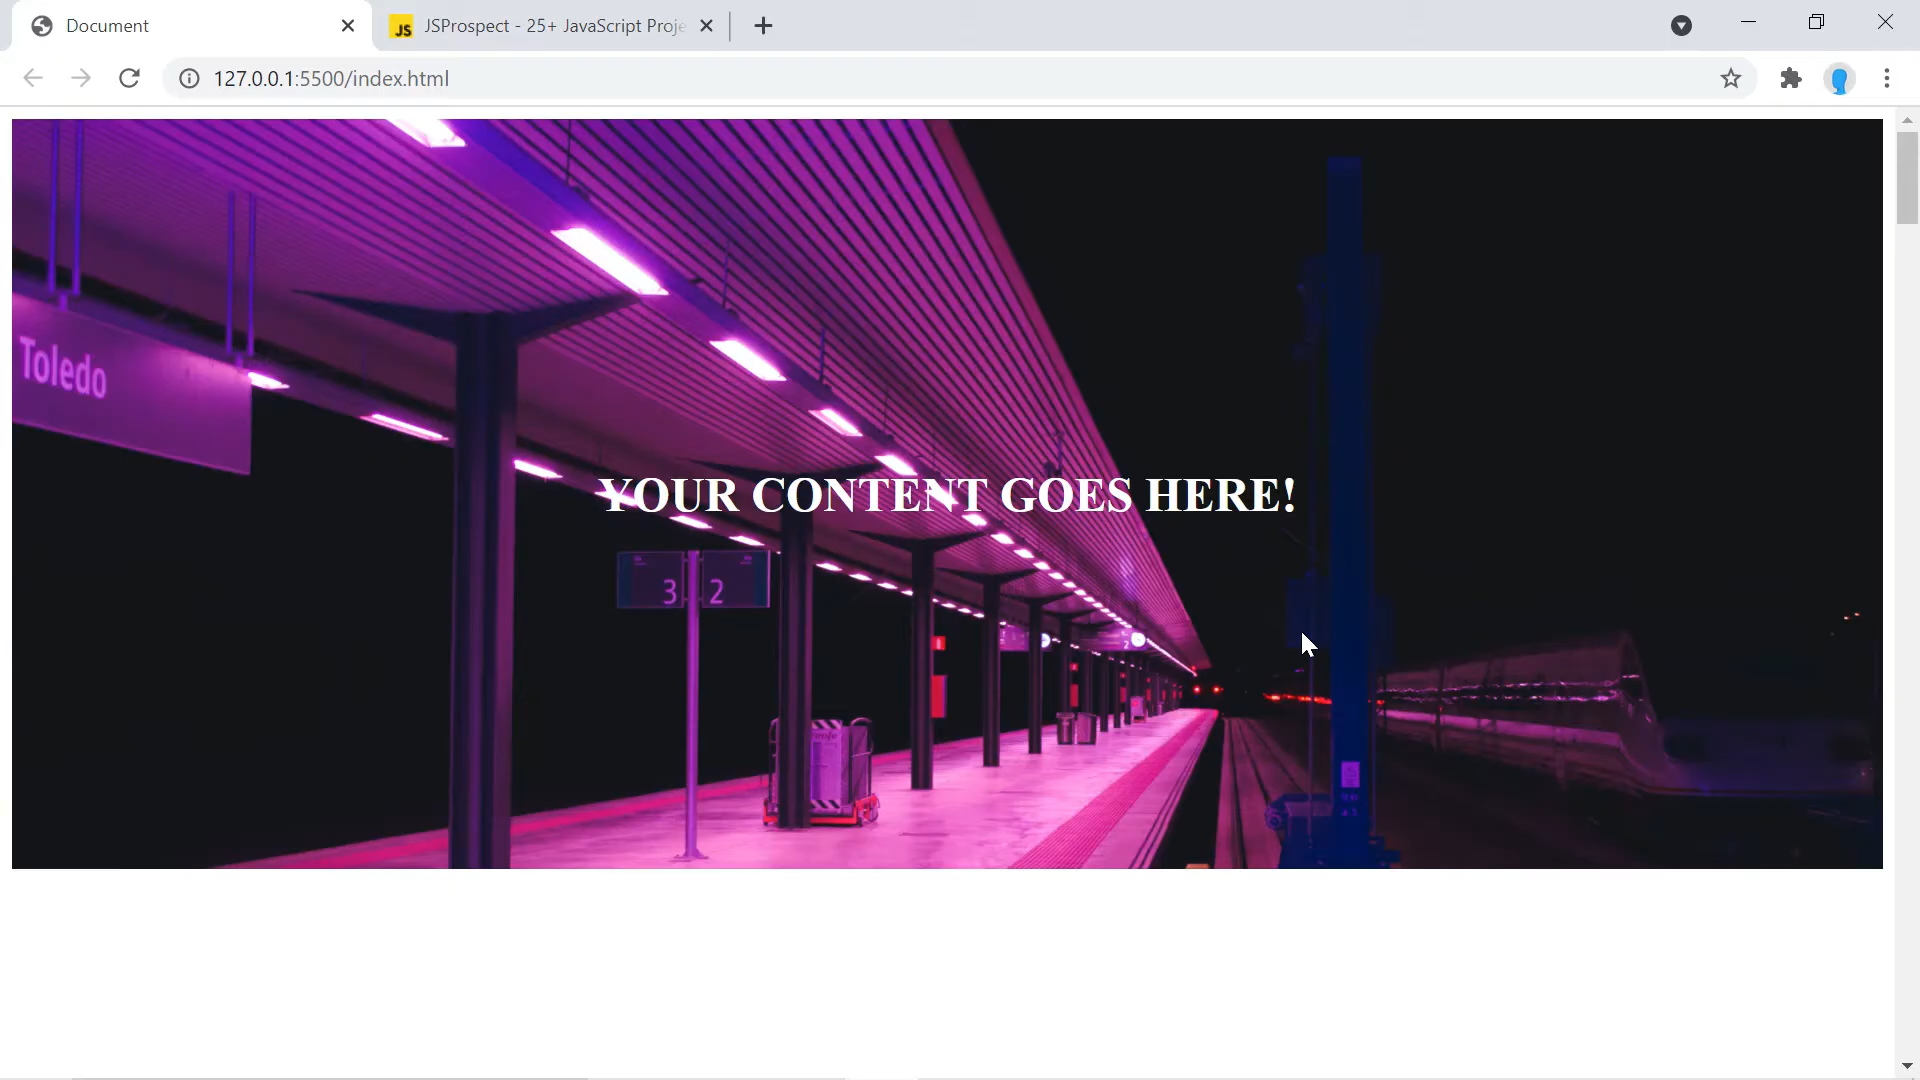 Document
JSProspect - 25+ JavaScript Proje
127.0.0.1:5500/index.html
Toledo
YOUR CONTENT GOES HERE!
3 2